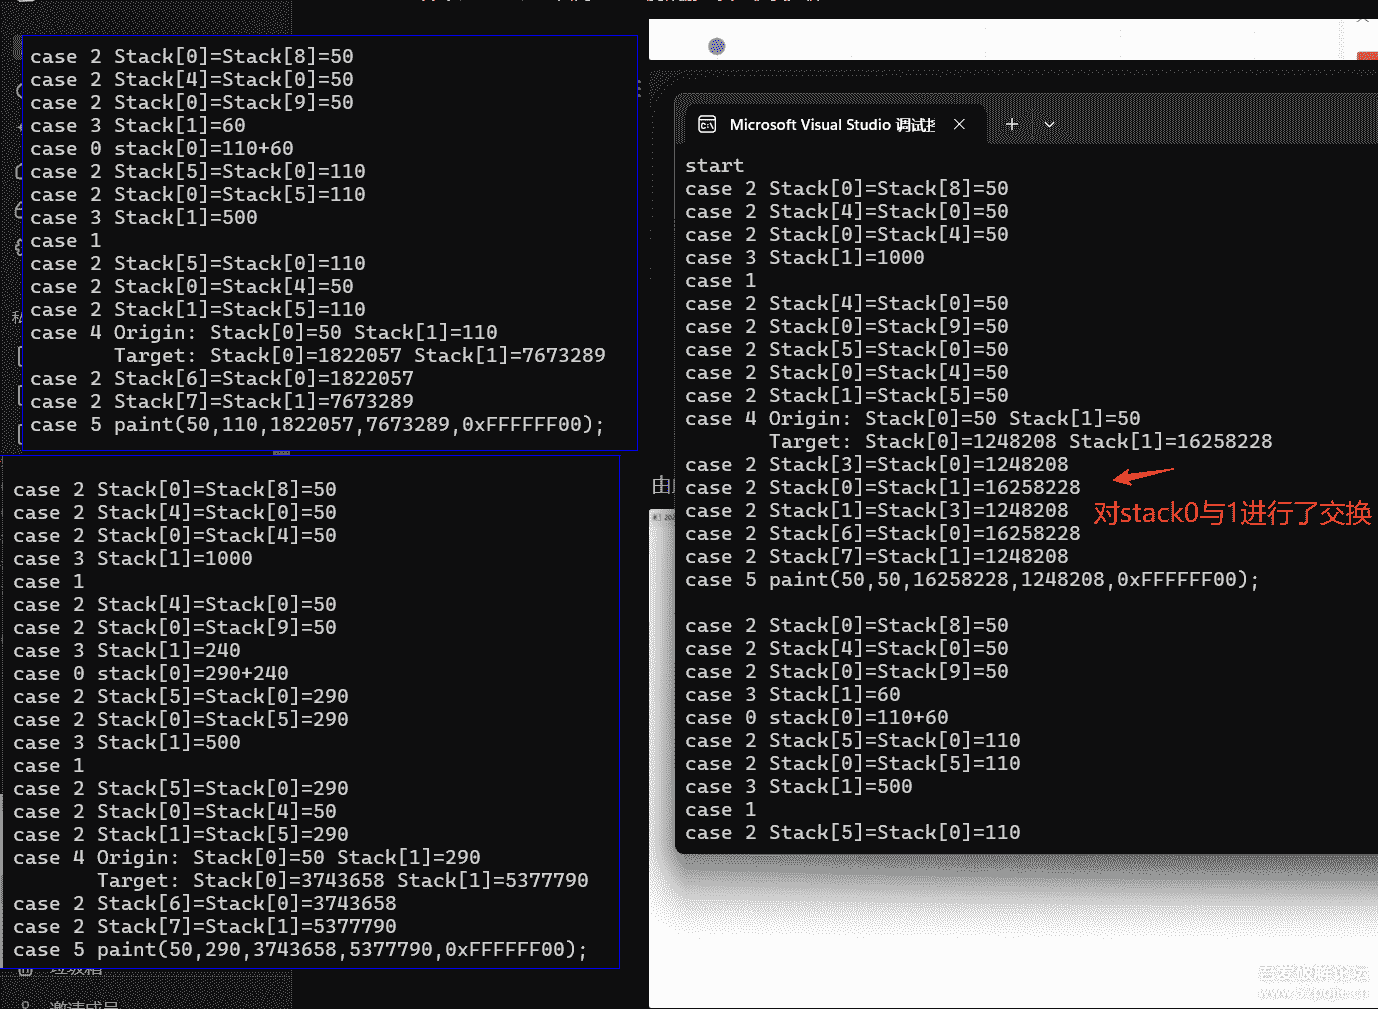 case 2 Stack[0]=Stack[8]=50
case 2 Stack[4]=Stack[0]=50
case 2 Stack[0]=Stack[9]=50
case 3 Stack[1]=60
case 0 stack[0]=110+60
case 2 Stack[5]=Stack[0]=110
case 2 Stack[0]=Stack[5]=110
case 3 Stack[1]=500
case 1
case 2 Stack[5]=Stack[0]=110
case 2 Stack[0]=Stack[4]=50
case 2 Stack[1]=Stack[5]=110
case 4 Origin: Stack[0]=50 Stack[1]=110
Target: Stack[0]=1822057 Stack[1]=7673289
case 2 Stack[6]=Stack[0]=1822057
case 2 Stack[7]=Stack[1]=7673289
case 5 paint(50,110,1822057,7673289,0xFFFFFF00);
case 2 Stack[0]=Stack[8]=50
case 2 Stack[4]=Stack[0]=50
case 2 Stack[0]=Stack[4]=50
case 3 Stack[1]=1000
case 1
case 2 Stack[4]=Stack[0]=50
case 2 Stack[0]=Stack[9]=50
case 3 Stack[1]=240
case 0 stack[0]=290+240
case 2 Stack[5]=Stack[0]=290
case 2 Stack[0]=Stack[5]=290
case 3 Stack[1]=500
case 1
case 2 Stack[5]=Stack[0]=290
case 2 Stack[0]=Stack[4]=50
case 2 Stack[1]=Stack[5]=290
case 4 Origin: Stack[0]=50 Stack[1]=290
Target: Stack[0]=3743658 Stack[1]=5377790
case 2 Stack[6]=Stack[0]=3743658
case 2 Stack[7]=Stack[1]=5377790
case 5 paint(50,290,3743658,5377790,0xFFFFFF00);
Microsoft Visual Studio 调试
start
case 2 Stack[0]=Stack[8]=50
case 2 Stack[4]=Stack[0]=50
case 2 Stack[0]=Stack[4]=50
case 3 Stack[1]=1000
case 1
case 2 Stack[4]=Stack[0]=50
case 2 Stack[0]=Stack[9]=50
case 2 Stack[5]=Stack[0]=50
case 2 Stack[0]=Stack[4]=50
case 2 Stack[1]=Stack[5]=50
case 4 Origin: Stack[0]=50 Stack[1]=50
Target: Stack[0]=1248208 Stack[1]=16258228
case 2 Stack[3]=Stack[0]=1248208
case 2 Stack[0]=Stack[1]=16258228
case 2 Stack[1]=Stack[3]=1248208
对stack0与1进行了交换
case 2 Stack[6]=Stack[0]=16258228
case 2 Stack[7]=Stack[1]=1248208
case 5 paint(50,50,16258228,1248208,0xFFFFFF00);
case 2 Stack[0]=Stack[8]=50
case 2 Stack[4]=Stack[0]=50
case 2 Stack[0]=Stack[9]=50
case 3 Stack[1]=60
case 0 stack[0]=110+60
case 2 Stack[5]=Stack[0]=110
case 2 Stack[0]=Stack[5]=110
case 3 Stack[1]=500
case 1
case 2 Stack[5]=Stack[0]=110
吾爱破解论坛
www.52pojie.cn